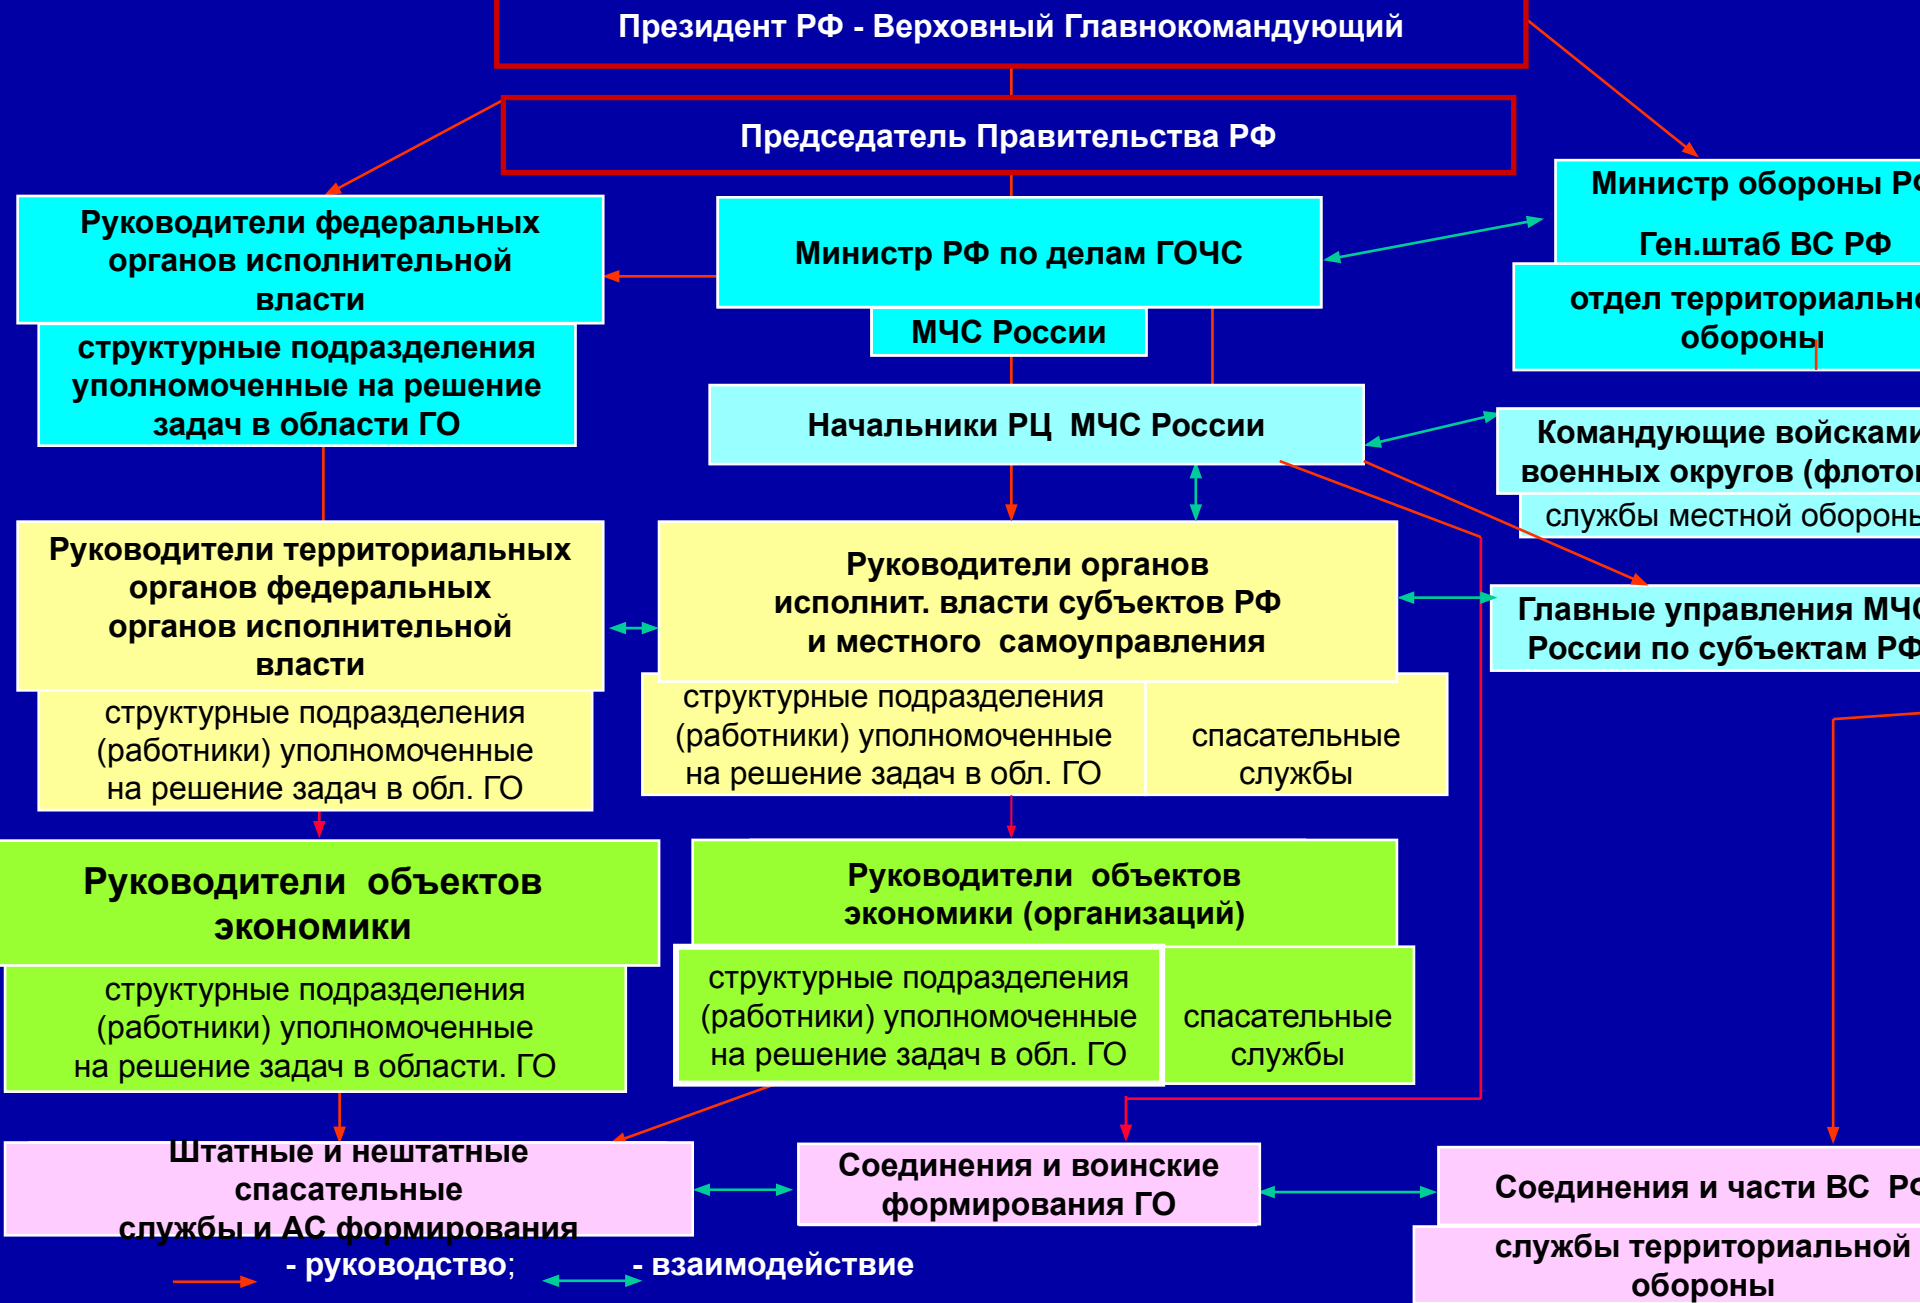 Президент РФ - Верховный Главнокомандующий
Председатель Правительства РФ
Руководители федеральных
органов исполнительной
власти
структурные подразделения
уполномоченные на решение
задач в области ГО
Министр РФ по делам ГОЧС
МЧС России
Министр обороны РФ
Ген.штаб ВС РФ
отдел территориально
обороны
Начальники РЦ МЧС России
Командующие войсками
военных округов (флотов
службы местной обороны
Руководители территориальных
органов федеральных
органов исполнительной
власти
структурные подразделения
(работники) уполномоченные
на решение задач в обл. ГО
Руководители органов
исполнит. власти субъектов РФ
и местного самоуправления
структурные подразделения
(работники) уполномоченные
на решение задач в обл. ГО
спасательные
службы
Главные управления МЧС
России по субъектам РФ
Руководители объектов
экономики
структурные подразделения
(работники) уполномоченные
на решение задач в области. ГО
Руководители объектов
экономики (организаций)
структурные подразделения
(работники) уполномоченные
на решение задач в обл. ГО
спасательные
службы
Штатные и нештатные
спасательные
службы и АС формирования
Соединения и воинские
формирования ГО
Соединения и части ВС РФ
службы территориальной
обороны
- руководство;
- взаимодействие